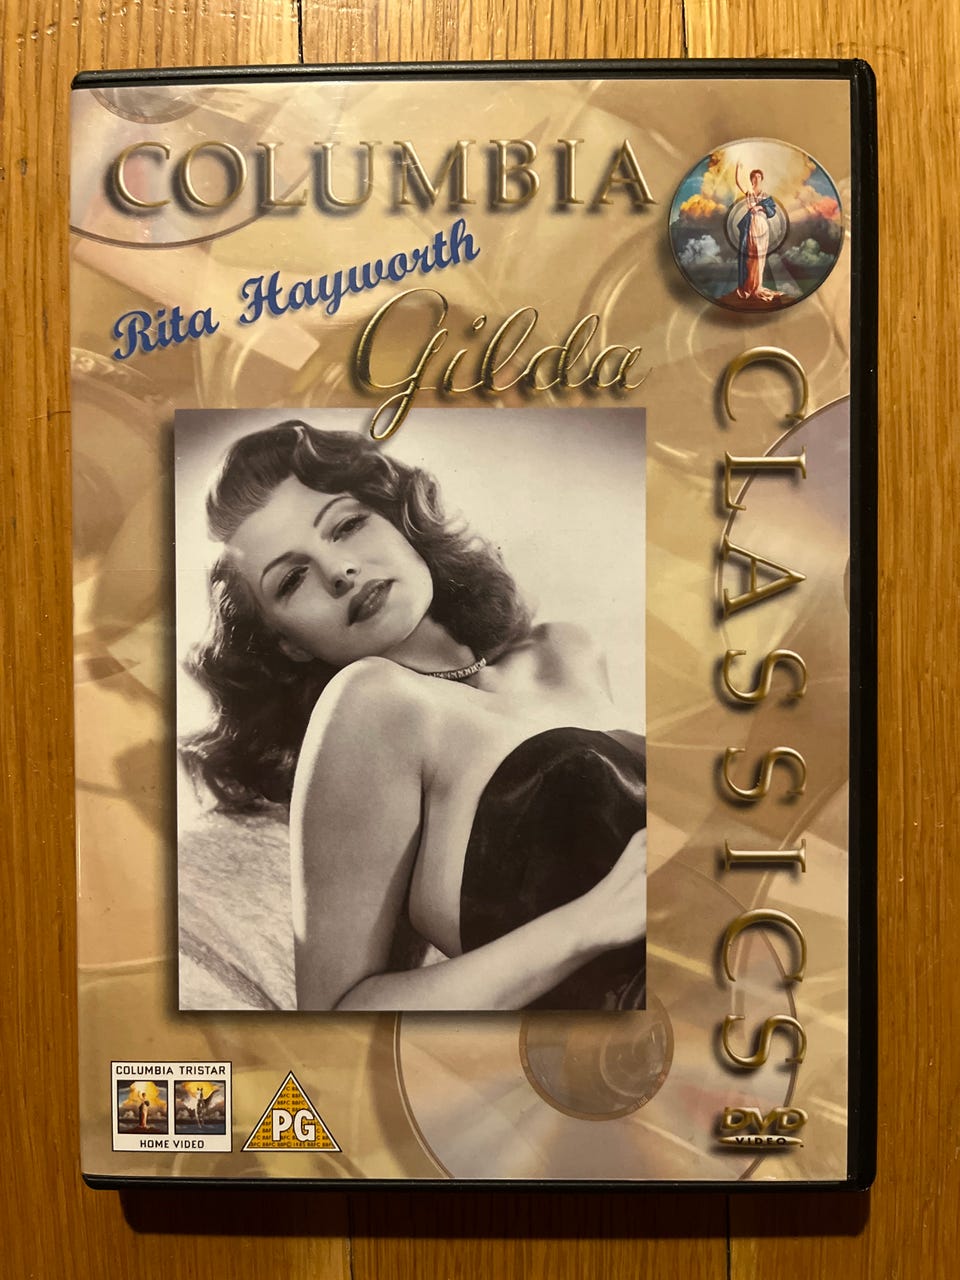 COLUMBIA
Rita Hayworth
Gilda
CLASSICS
COLUMBIA TRISTAR
HOME VIDEO
PG
DVD
VIDEO